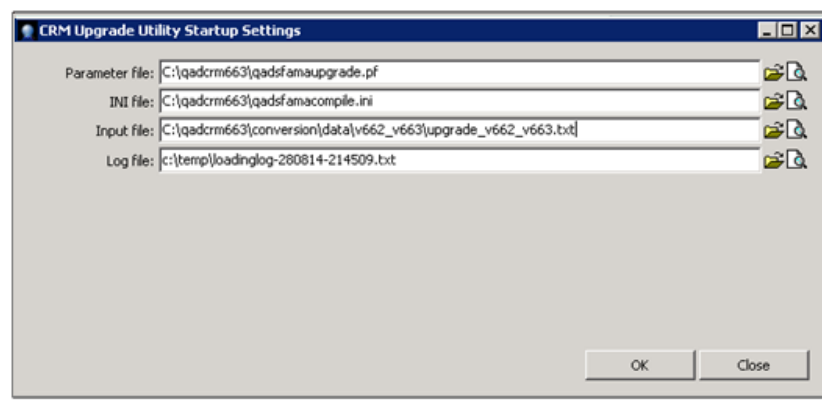 CRM Upgrade Utility Startup Settings
Parameter file: C:\qadcrm663\qadsfamaupgrade.pf
INI file: C:\qadcrm663\qadsfamacompile.ini
Input file: C:\qadcrm663\conversion\data\v662_v663\upgrade_v662_v663.txt
Log file: c:\temp\loadinglog-280814-214509.txt
OK Close